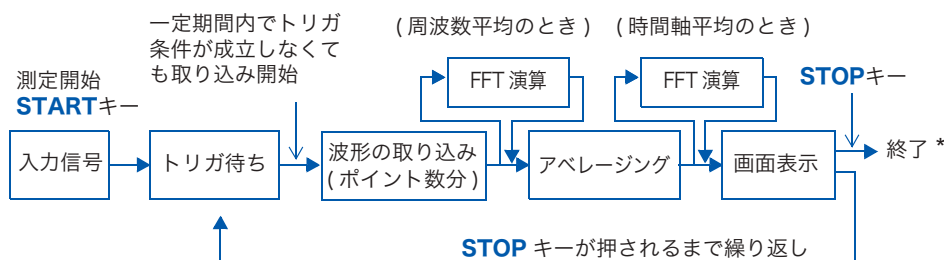 一定期間内でトリガ
条件が成立しなくて
も取り込み開始
( 周波数平均のとき )
( 時間軸平均のとき )
測定開始
STARTキー
FFT 演算
FFT 演算
STOPキー
入力信号
トリガ待ち
波形の取り込み
( ポイント数分 )
アベレージング
画面表示
終了 *
STOP キーが押されるまで繰り返し